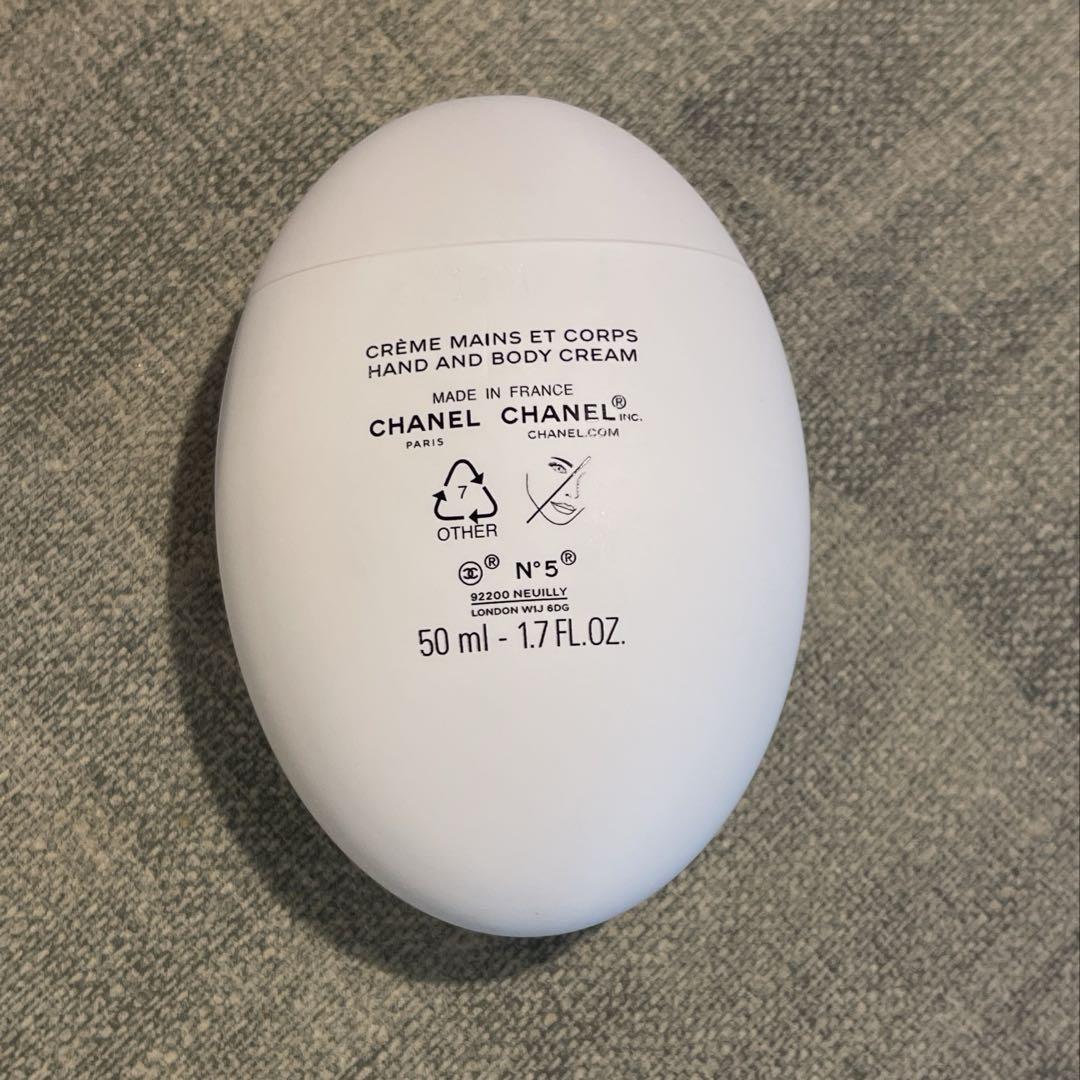 CRÈME MAINS ET CORPS
HAND AND BODY CREAM
MADE IN FRANCE
CHANEL CHANEL® INC.
PARIS CHANEL.COM
7
OTHER
® N°5®
92200 NEUILLY
LONDON W1J 6DG
50 ml - 1.7 FL.OZ.